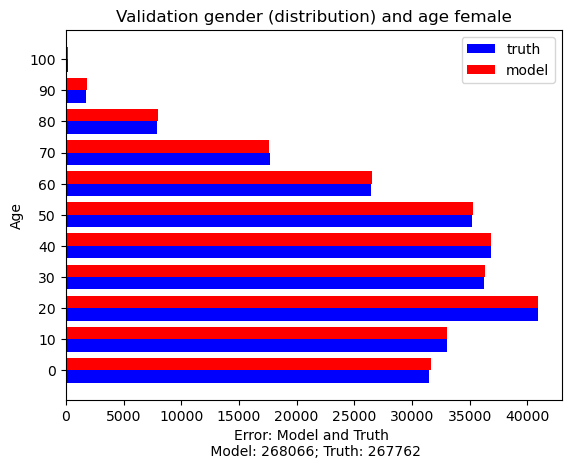 Validation gender (distribution) and age female
truth
model
Age
100
90
80
70
60
50
40
30
20
10
0
0 5000 10000 15000 20000 25000 30000 35000 40000
Error: Model and Truth
Model: 268066; Truth: 267762